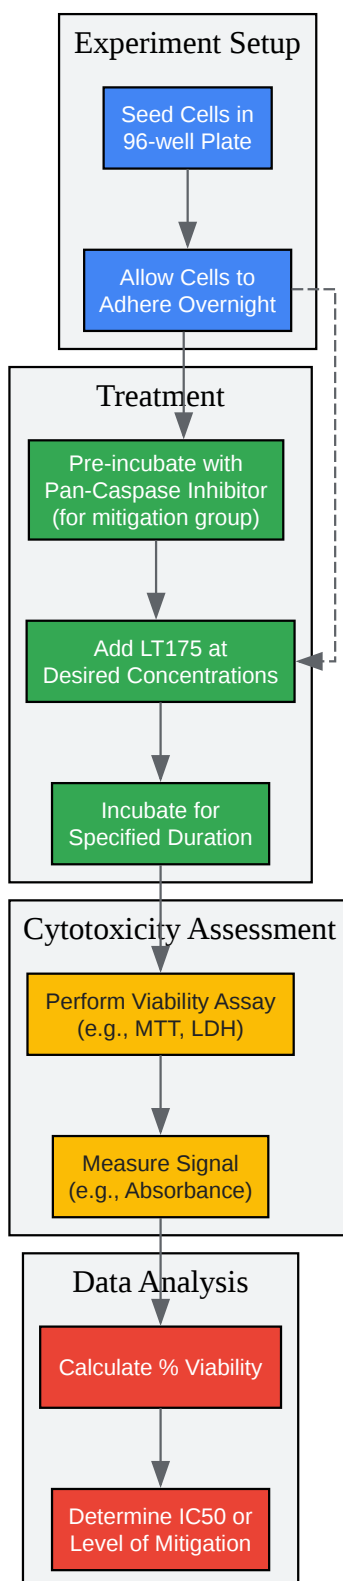 Experiment Setup
Seed Cells in
96-well Plate
Allow Cells to
Adhere Overnight
Treatment
Pre-incubate with
Pan-Caspase Inhibitor
(for mitigation group)
Add LT175 at
Desired Concentrations
Incubate for
Specified Duration
Cytotoxicity Assessment
Perform Viability Assay
(e.g., MTT, LDH)
Measure Signal
(e.g., Absorbance)
Data Analysis
Calculate % Viability
Determine IC50 or
Level of Mitigation